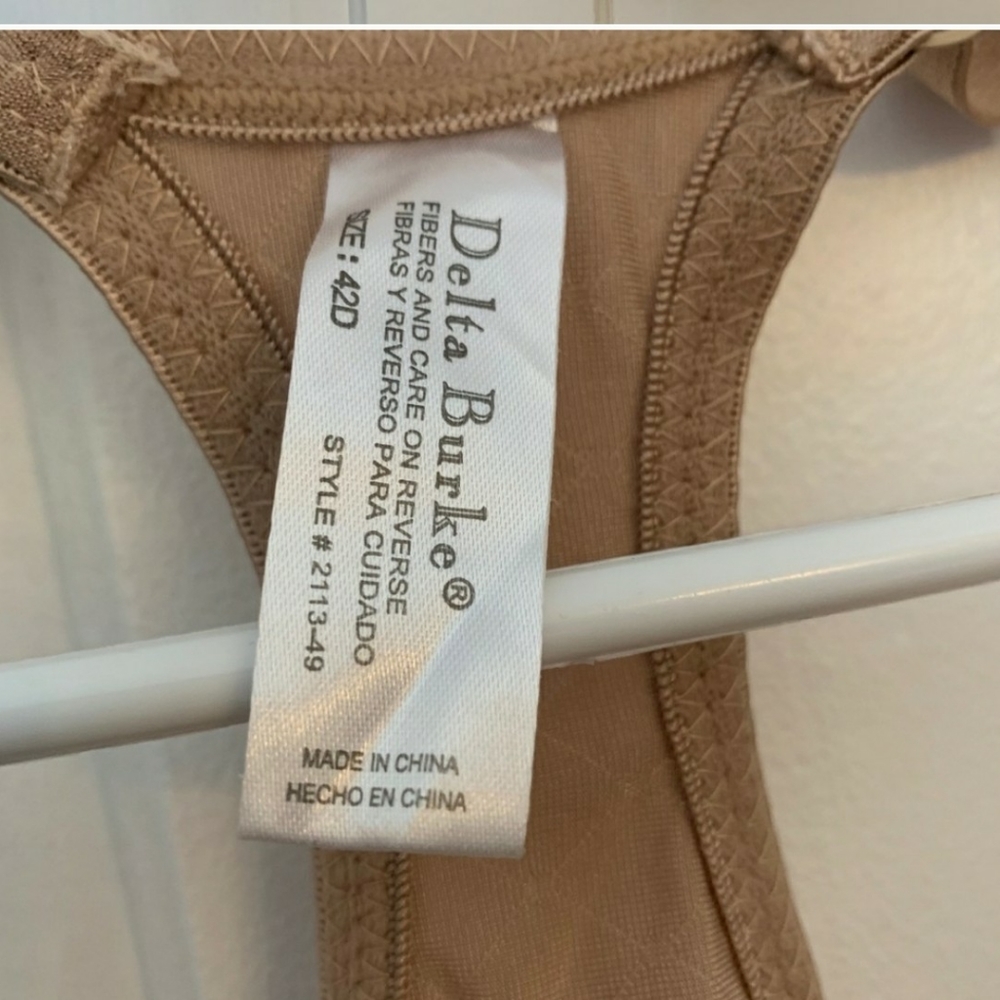 Delta Burke®
FIBERS AND CARE ON REVERSE
FIBRAS Y REVERSO PARA CUIDADO
SIZE: 42D STYLE # 2113-49
MADE IN CHINA
HECHO EN CHINA